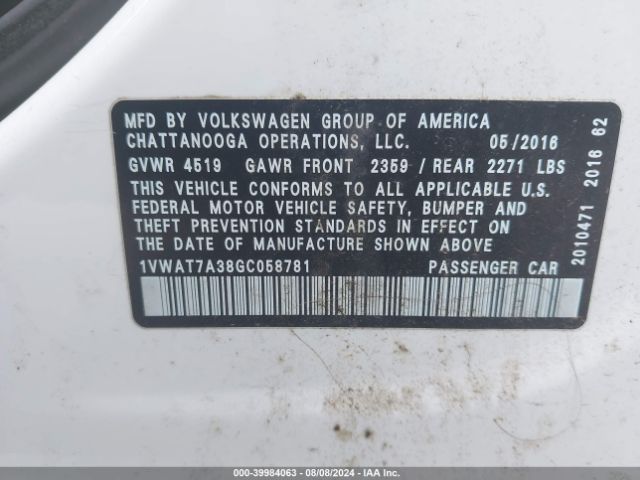 MFD BY VOLKSWAGEN GROUP OF AMERICA
CHATTANOOGA OPERATIONS, LLC. 05/2016
GVWR 4519 GAWR FRONT 2359 / REAR 2271 LBS
THIS VEHICLE CONFORMS TO ALL APPLICABLE U.S.
FEDERAL MOTOR VEHICLE SAFETY, BUMPER AND
THEFT PREVENTION STANDARDS IN EFFECT ON
THE DATE OF MANUFACTURE SHOWN ABOVE
1VWAT7A38GC058781 PASSENGER CAR
2010471 2016 62
000-39984063 - 08/08/2024 - IAA Inc.